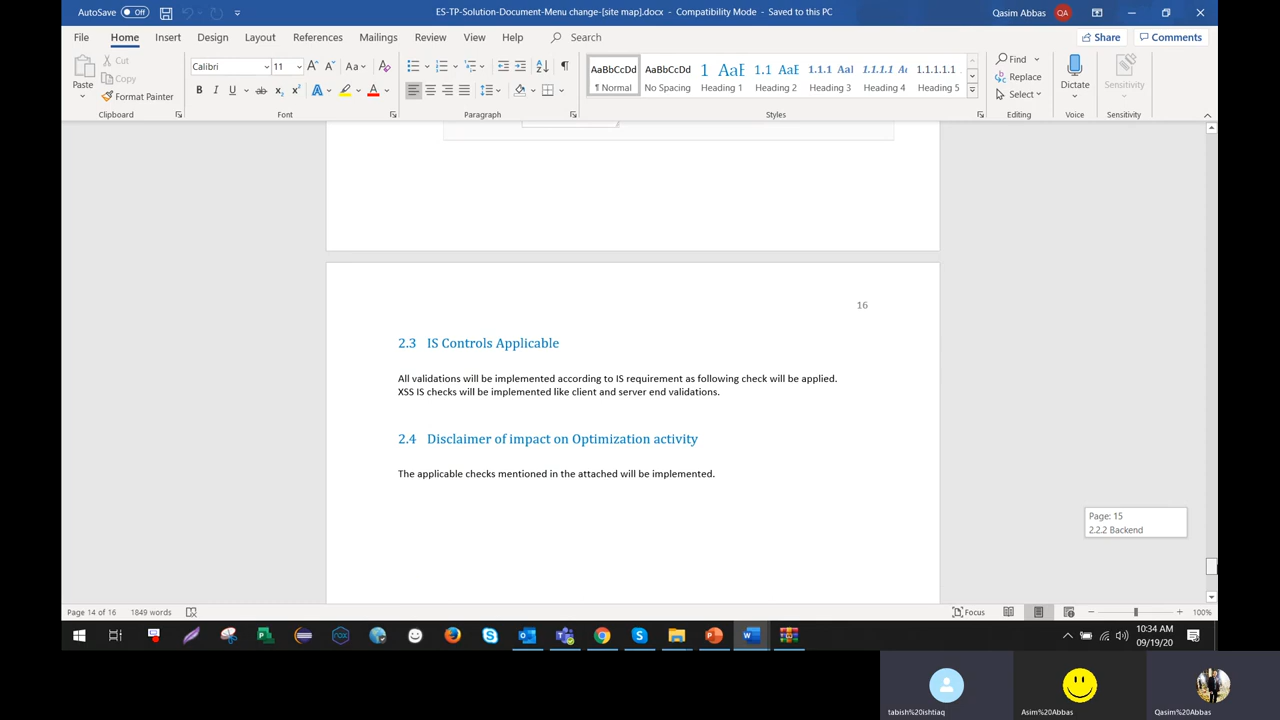 AutoSave Off ES-TP-Solution-Document-Menu change-[site map].docx - Compatibility Mode - Saved to this PC Qasim Abbas QA
File Home Insert Design Layout References Mailings Review View Help Search Share Comments
Paste Cut Copy Format Painter
Calibri 11
AaBbCcDd ¶ Normal
AaBbCcDd No Spacing
1 AaE Heading 1
1.1 AaE Heading 2
1.1.1 Aal Heading 3
1.1.1.1 Aa Heading 4
1.1.1.1.1 Heading 5
Find
Replace
Select
Dictate
Sensitivity
Clipboard Font Paragraph Styles Editing Voice Sensitivity
16
2.3 IS Controls Applicable
All validations will be implemented according to IS requirement as following check will be applied.
XSS IS checks will be implemented like client and server end validations.
2.4 Disclaimer of impact on Optimization activity
The applicable checks mentioned in the attached will be implemented.
Page: 15
2.2.2 Backend
Page 14 of 16 1849 words Focus 100%
10:34 AM
09/19/20
tabish%20ishtiaq Asim%20Abbas Qasim%20Abbas